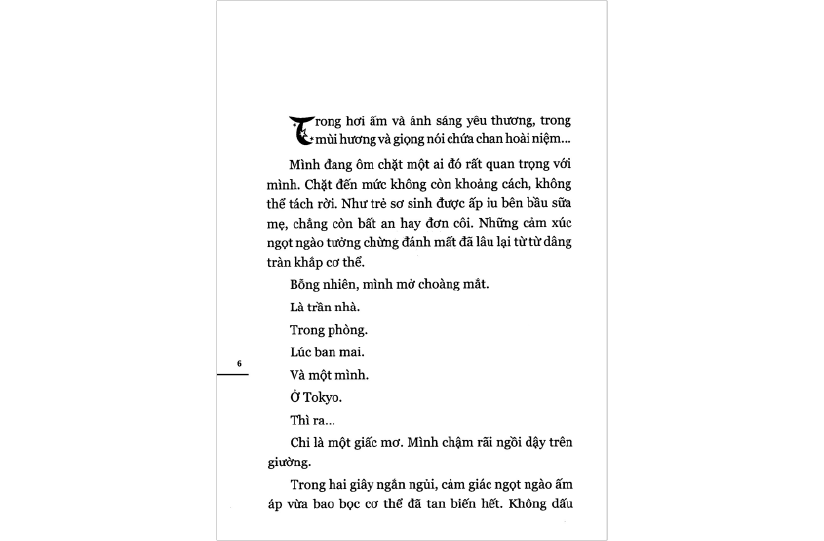 Trong hơi ấm và ánh sáng yêu thương, trong
mùi hương và giọng nói chứa chan hoài niệm...
Mình đang ôm chặt một ai đó rất quan trọng với
mình. Chặt đến mức không còn khoảng cách, không
thể tách rời. Như trẻ sơ sinh được ấp iu bên bầu sữa
mẹ, chẳng còn bất an hay đơn côi. Những cảm xúc
ngọt ngào tưởng chừng đánh mất đã lâu lại từ từ dâng
tràn khắp cơ thể.
Bỗng nhiên, mình mở choàng mắt.
Là trần nhà.
Trong phòng.
Lúc ban mai.
6
Và một mình.
Ở Tokyo.
Thì ra...
Chỉ là một giấc mơ. Mình chậm rãi ngồi dậy trên
giường.
Trong hai giây ngắn ngủi, cảm giác ngọt ngào ấm
áp vừa bao bọc cơ thể đã tan biến hết. Không dấu